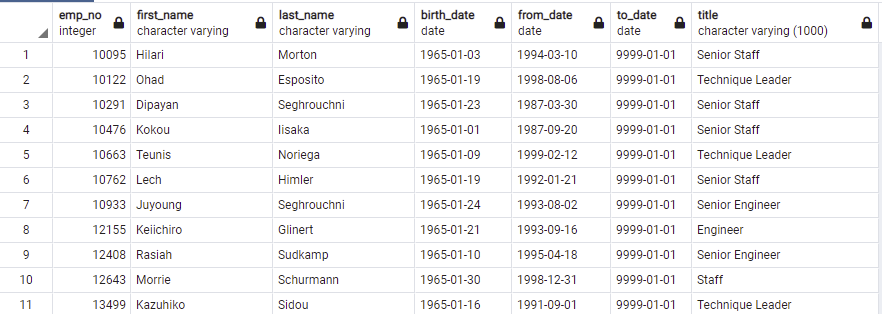 emp_no first_name last_name birth_date from_date to_date title
integer character varying character varying date date date character varying (1000)
1 10095 Hilari Morton 1965-01-03 1994-03-10 9999-01-01 Senior Staff
2 10122 Ohad Esposito 1965-01-19 1998-08-06 9999-01-01 Technique Leader
3 10291 Dipayan Seghrouchni 1965-01-23 1987-03-30 9999-01-01 Senior Staff
4 10476 Kokou Iisaka 1965-01-01 1987-09-20 9999-01-01 Senior Staff
5 10663 Teunis Noriega 1965-01-09 1999-02-12 9999-01-01 Technique Leader
6 10762 Lech Himler 1965-01-19 1992-01-21 9999-01-01 Senior Staff
7 10933 Juyoung Seghrouchni 1965-01-24 1993-08-02 9999-01-01 Senior Engineer
8 12155 Keiichiro Glinert 1965-01-21 1993-09-16 9999-01-01 Engineer
9 12408 Rasiah Sudkamp 1965-01-10 1995-04-18 9999-01-01 Senior Engineer
10 12643 Morrie Schurmann 1965-01-30 1998-12-31 9999-01-01 Staff
11 13499 Kazuhiko Sidou 1965-01-16 1991-09-01 9999-01-01 Technique Leader